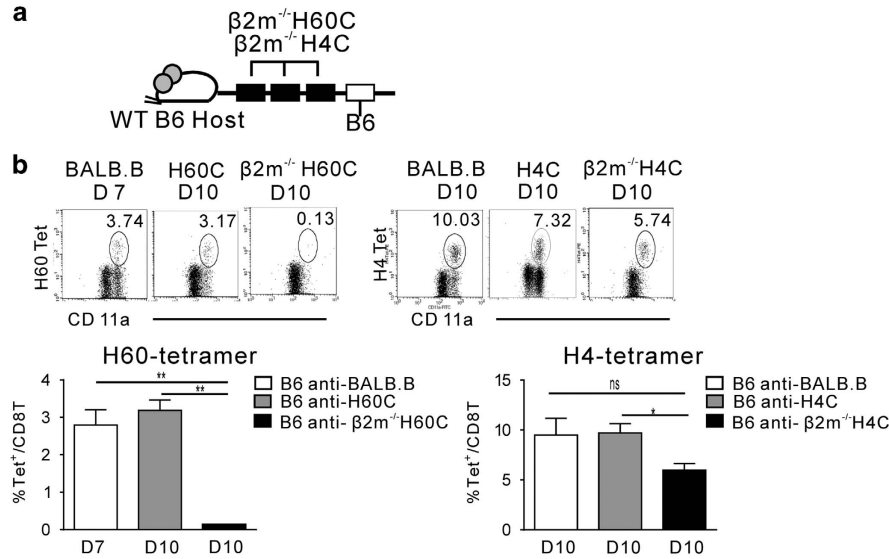 a
β2m-/-H60C
β2m-/-H4C
WT B6 Host
B6
b
BALB.B H60C β2m-/- H60C
D 7 D10 D10
3.74 3.17 0.13
H60 Tet
CD 11a
BALB.B H4C β2m-/-H4C
D10 D10 D10
10.03 7.32 5.74
H4 Tet
CD11a-FITC
CD 11a
H60-tetramer
% Tet+/CD8T
4
3
2
1
0
**
**
D7 D10 D10
B6 anti-BALB.B
B6 anti-H60C
B6 anti- β2m-/-H60C
H4-tetramer
% Tet+/CD8T
15
10
5
0
ns
*
D10 D10 D10
B6 anti-BALB.B
B6 anti-H4C
B6 anti- β2m-/-H4C